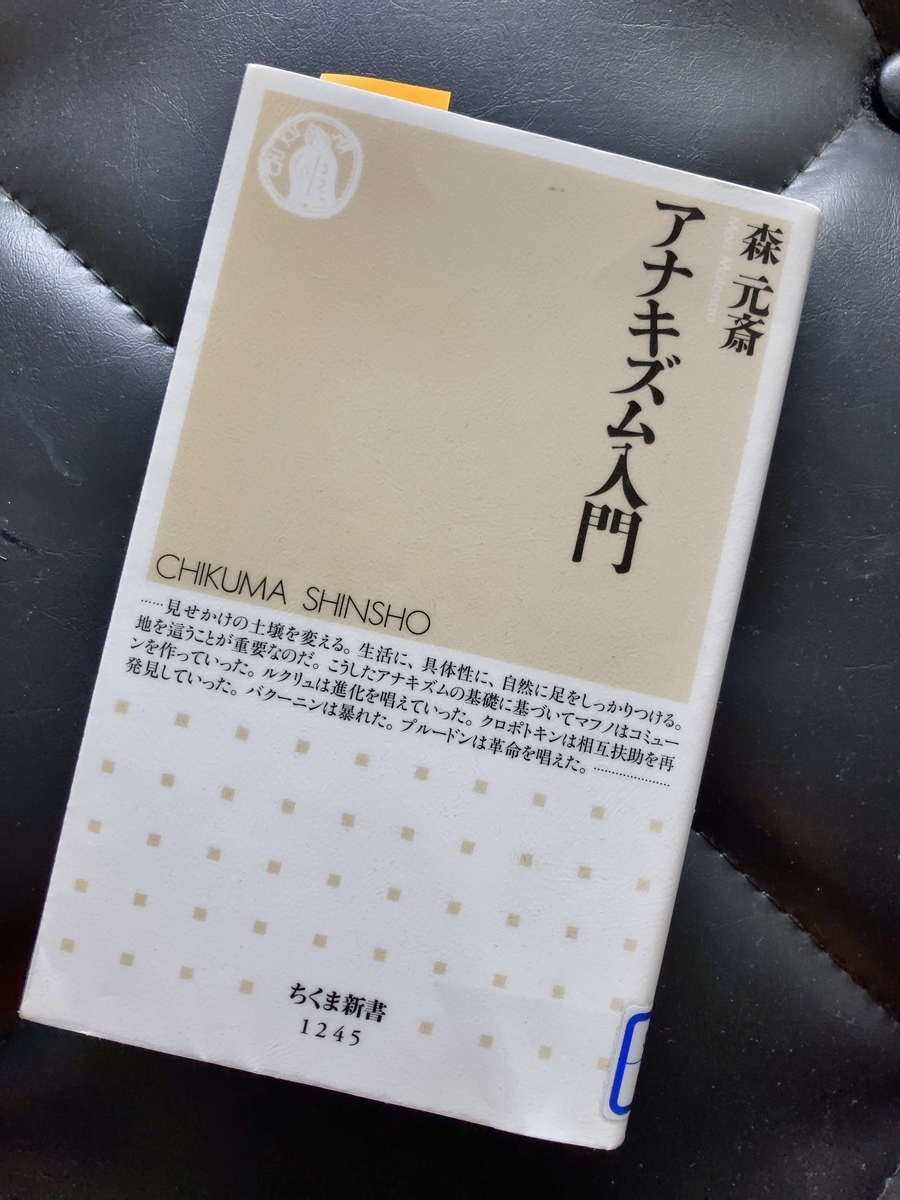 森 元斎
Mori Motonao
アナキズム入門
CHIKUMA SHINSHO
……見せかけの土壌を変える。生活に、具体性に、自然に足をしっかりつける。
地を這うことが重要なのだ。こうしたアナキズムの基礎に基づいてマフノはコミュー
ンを作っていった。ルクリュは進化を唱えていった。クロポトキンは相互扶助を再
発見していった。バクーニンは暴れた。プルードンは革命を唱えた。…………………
ちくま新書
1245